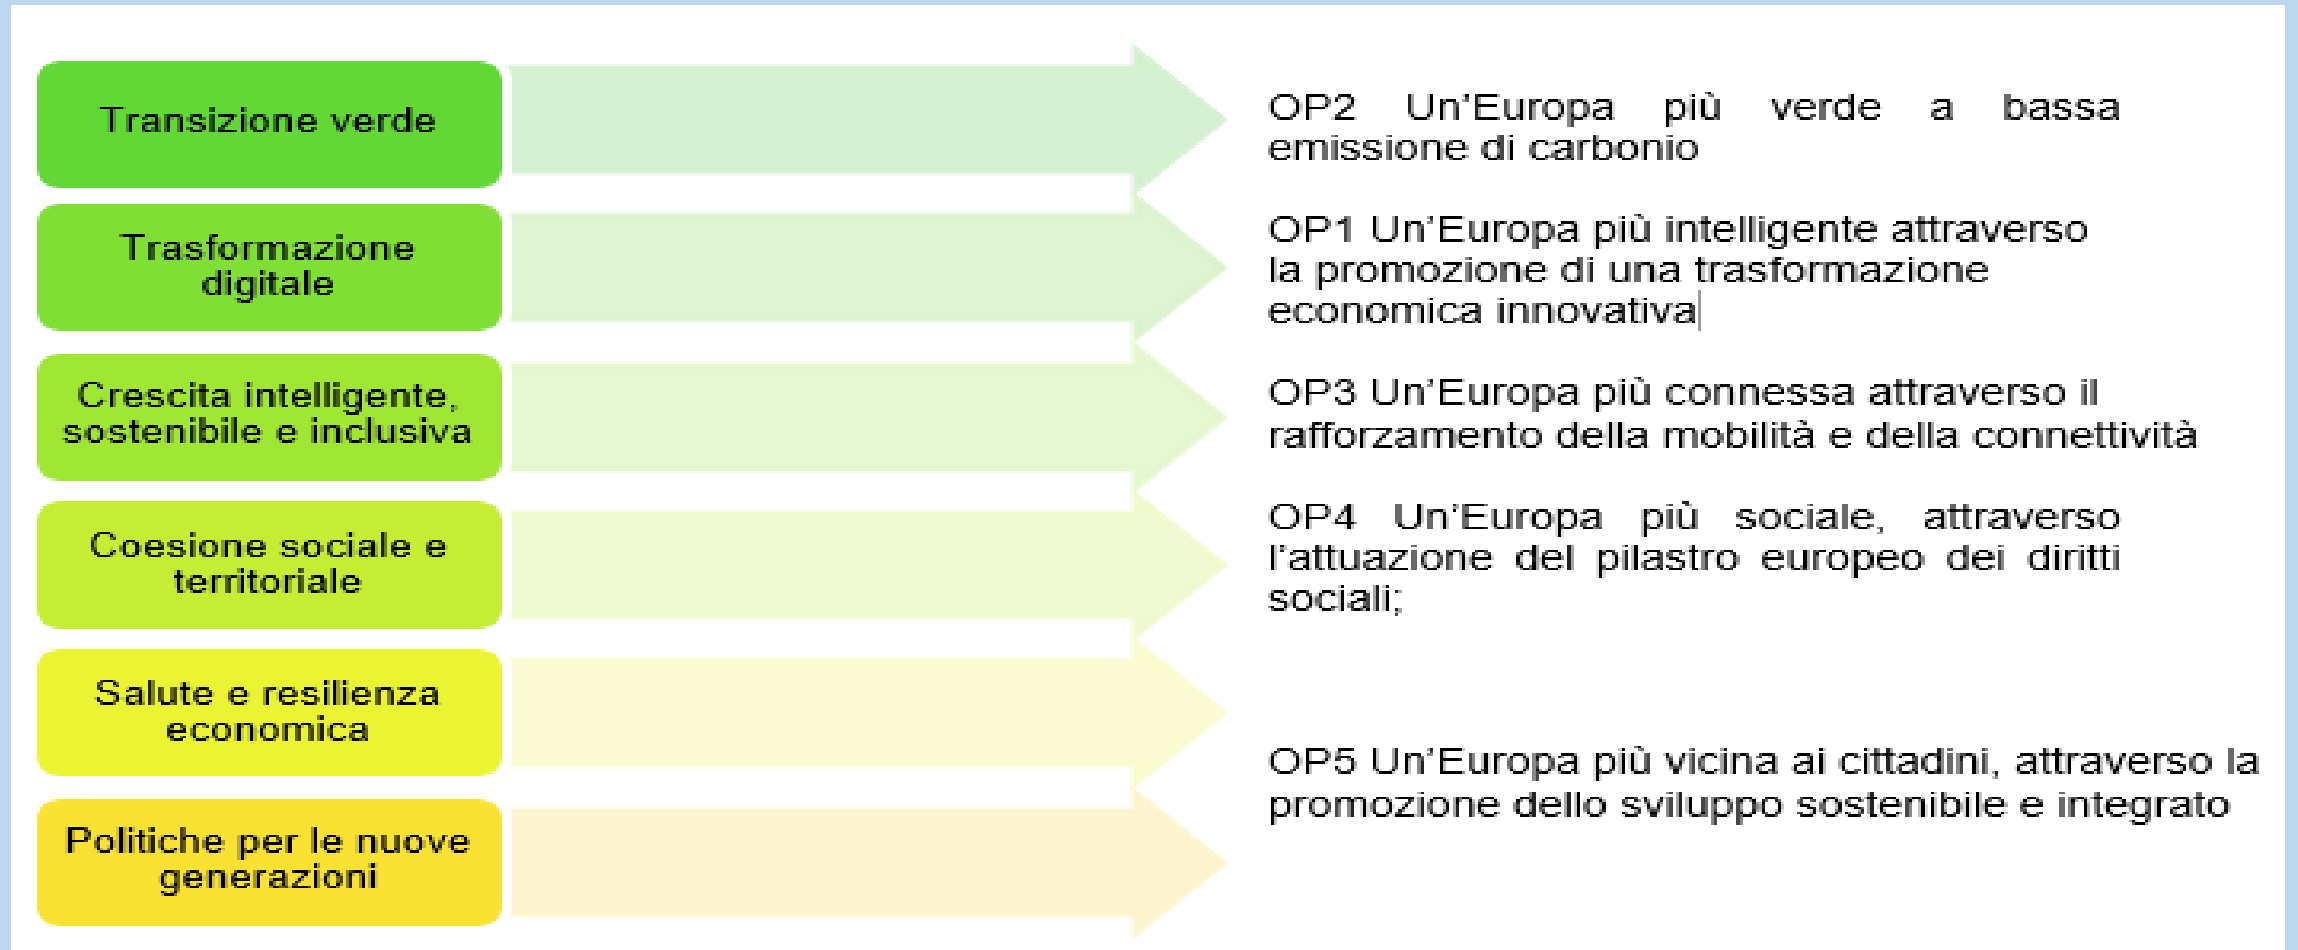 Transizione verde
OP2 Un’Europa più verde a bassa
emissione di carbonio
Trasformazione
digitale
OP1 Un’Europa più intelligente attraverso
la promozione di una trasformazione
economica innovativa
Crescita intelligente,
sostenibile e inclusiva
OP3 Un’Europa più connessa attraverso il
rafforzamento della mobilità e della connettività
Coesione sociale e
territoriale
OP4 Un’Europa più sociale, attraverso
l’attuazione del pilastro europeo dei diritti
sociali;
Salute e resilienza
economica
Politiche per le nuove
generazioni
OP5 Un’Europa più vicina ai cittadini, attraverso la
promozione dello sviluppo sostenibile e integrato